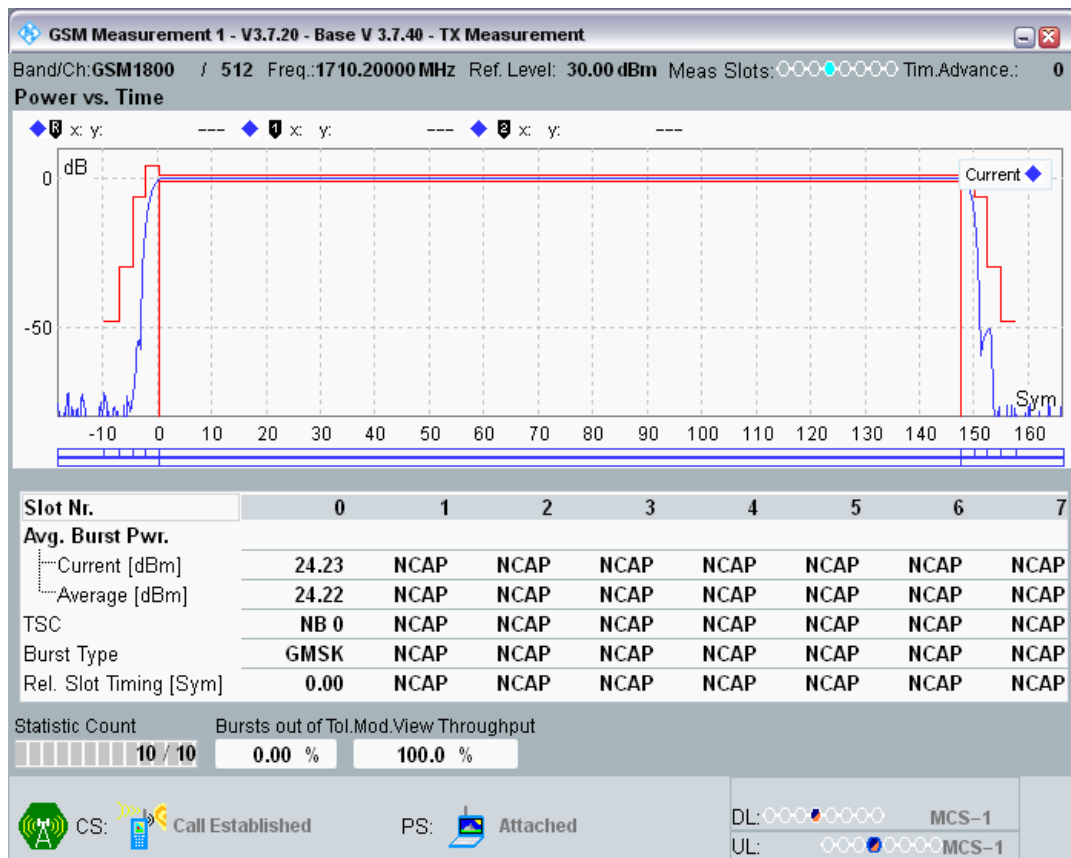 GSM Measurement 1 - V3.7.20 - Base V 3.7.40 - TX Measurement
Band/Ch:GSM1800 / 512 Freq.:1710.20000 MHz Ref. Level: 30.00 dBm Meas Slots: Tim.Advance.: 0
Power vs. Time
R x: y: --- 1 x: y: --- 2 x: y: ---
dB
Current
0
-50
Sym
-10 0 10 20 30 40 50 60 70 80 90 100 110 120 130 140 150 160
Slot Nr. 0 1 2 3 4 5 6 7
Avg. Burst Pwr.
Current [dBm] 24.23 NCAP NCAP NCAP NCAP NCAP NCAP NCAP
Average [dBm] 24.22 NCAP NCAP NCAP NCAP NCAP NCAP NCAP
TSC NB 0 NCAP NCAP NCAP NCAP NCAP NCAP NCAP
Burst Type GMSK NCAP NCAP NCAP NCAP NCAP NCAP NCAP
Rel. Slot Timing [Sym] 0.00 NCAP NCAP NCAP NCAP NCAP NCAP NCAP
Statistic Count Bursts out of Tol.Mod.View Throughput
10 / 10 0.00 % 100.0 %
CS: Call Established PS: Attached DL: MCS-1
UL: MCS-1